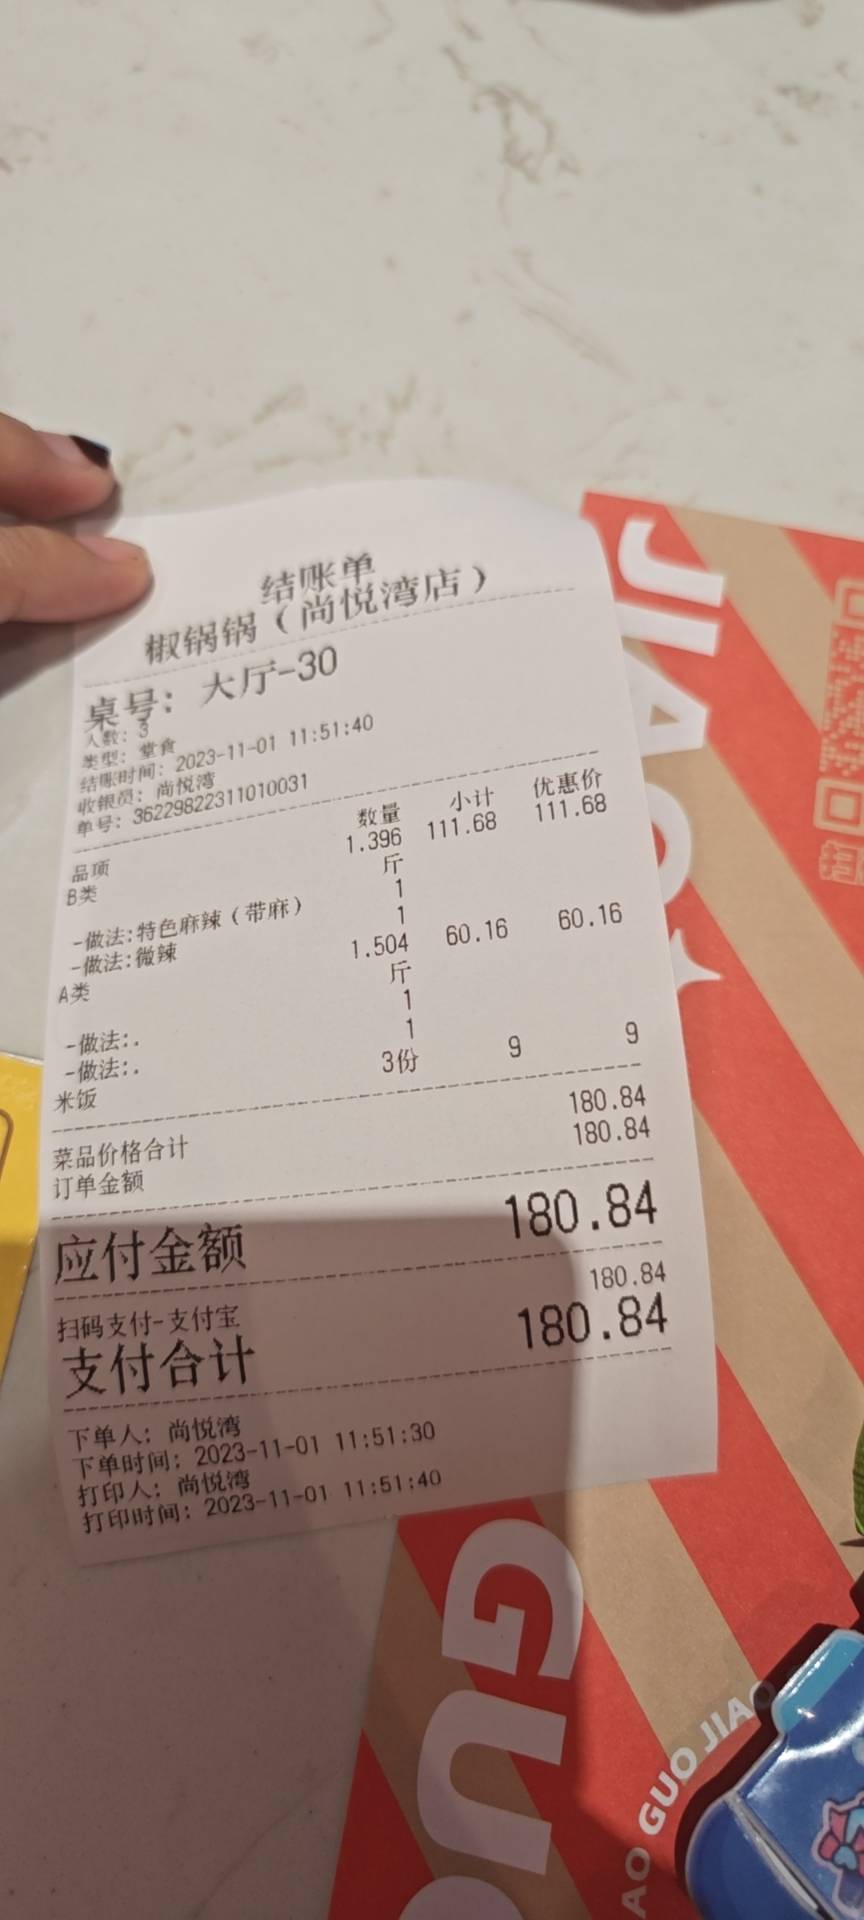 结账单
椒锅锅（尚悦湾店）
桌号：大厅-30
人数：3
类型：堂食
结账时间：2023-11-01 11:51:40
收银员：尚悦湾
单号：36229822311010031
品项 数量 小计 优惠价
B类 1.396 111.68 111.68
斤
-做法:特色麻辣（带麻） 1
-做法:微辣 1
A类 1.504 60.16 60.16
斤
-做法:. 1
-做法:. 1
米饭 3份 9 9
菜品价格合计 180.84
订单金额 180.84
应付金额 180.84
扫码支付-支付宝 180.84
支付合计 180.84
下单人：尚悦湾
下单时间：2023-11-01 11:51:30
打印人：尚悦湾
打印时间：2023-11-01 11:51:40
JIAO
GUO
AO GUO JIAO